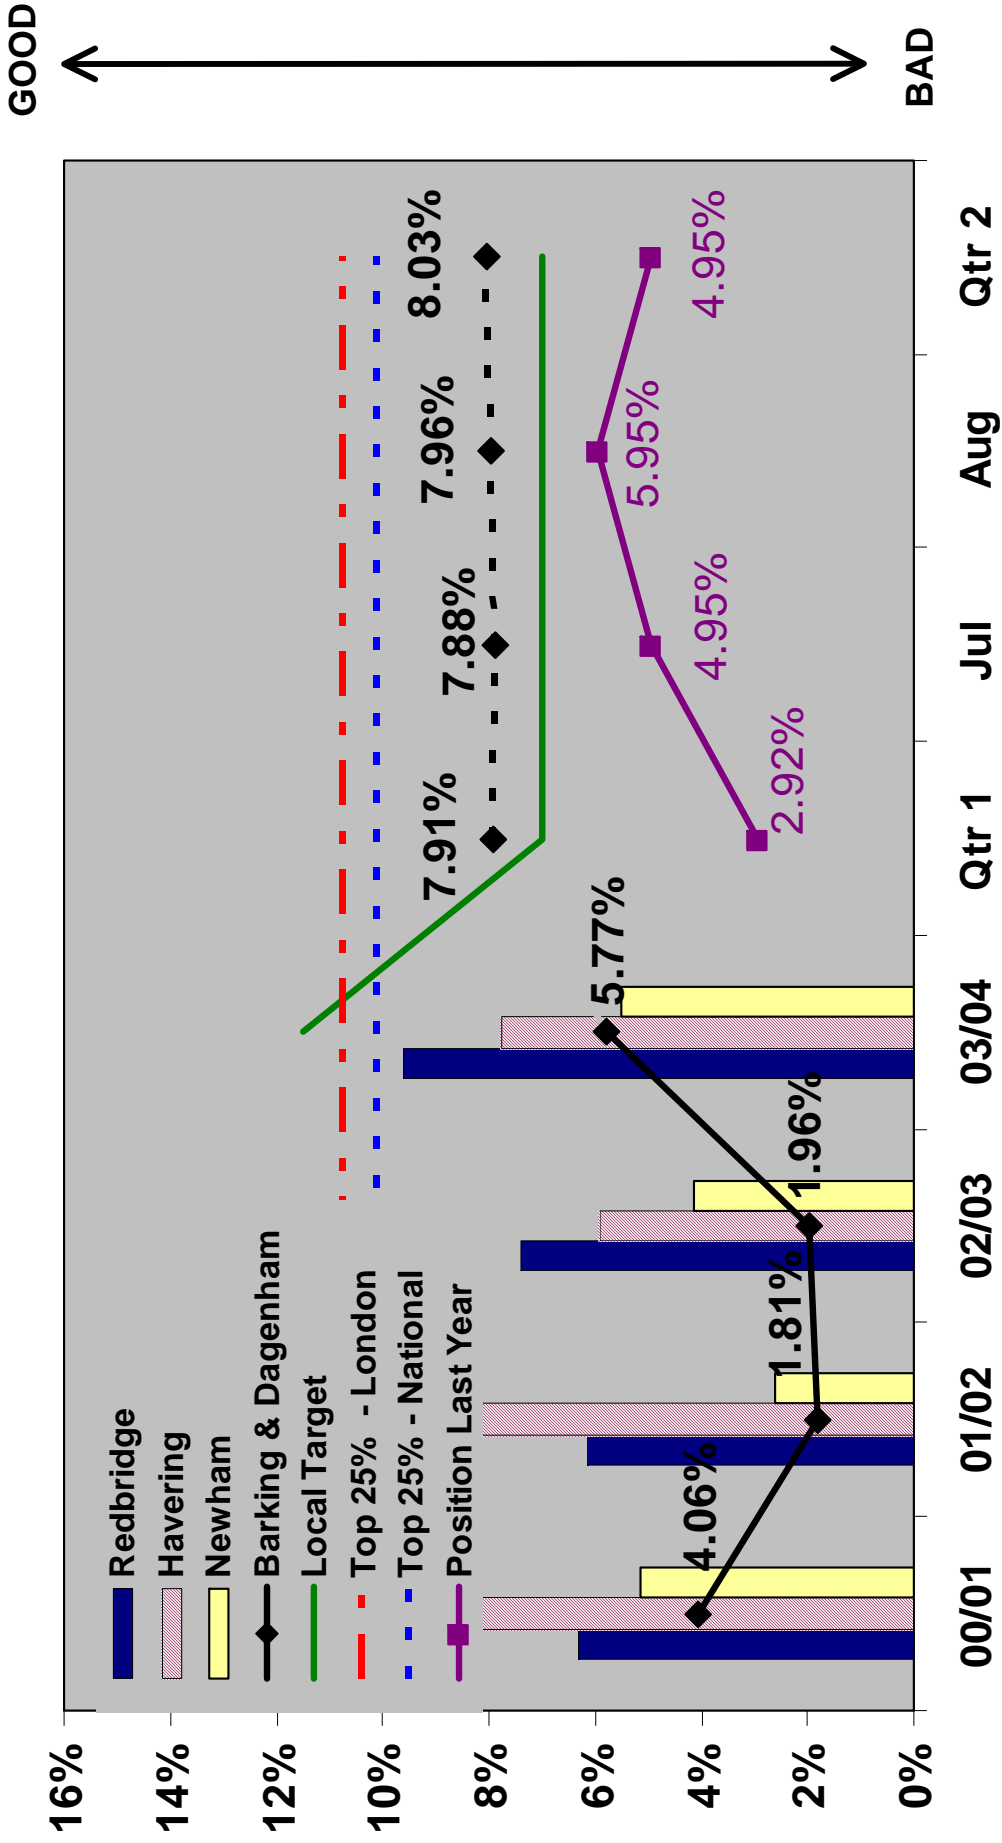 GOOD
BAD
16%
14%
12%
10%
8%
6%
4%
2%
0%
Redbridge
Havering
Newham
Barking & Dagenham
Local Target
Top 25% - London
Top 25% - National
Position Last Year
4.06%
1.81%
1.96%
5.77%
7.91%
7.88%
7.96%
8.03%
2.92%
4.95%
5.95%
4.95%
00/01
01/02
02/03
03/04
Qtr 1
Jul
Aug
Qtr 2